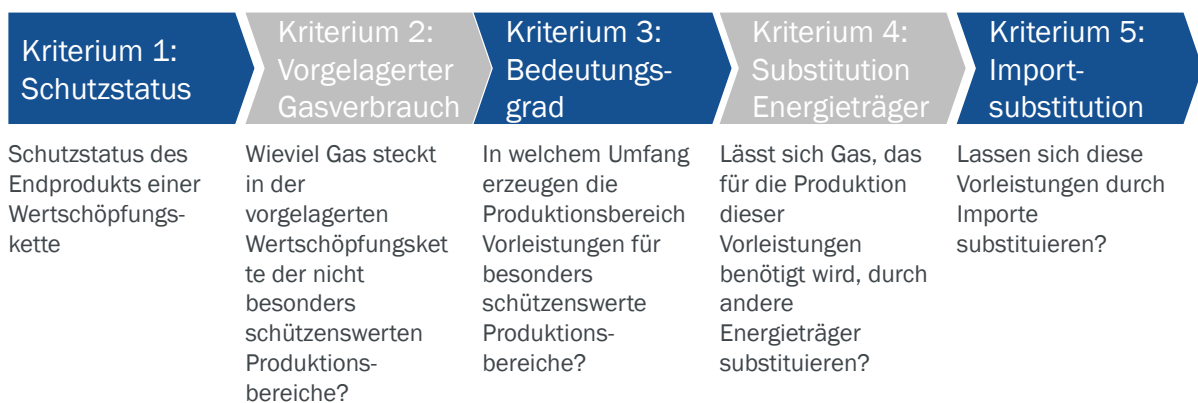 Kriterium 1:
Schutzstatus
Kriterium 2:
Vorgelagerter
Gasverbrauch
Kriterium 3:
Bedeutungs-
grad
Kriterium 4:
Substitution
Energieträger
Kriterium 5:
Import-
substitution
Schutzstatus des
Endprodukts einer
Wertschöpfungs-
kette
Wieviel Gas steckt
in der
vorgelagerten
Wertschöpfungsket
te der nicht
besonders
schützenswerten
Produktions-
bereiche?
In welchem Umfang
erzeugen die
Produktionsbereich
Vorleistungen für
besonders
schützenswerte
Produktions-
bereiche?
Lässt sich Gas, das
für die Produktion
dieser
Vorleistungen
benötigt wird, durch
andere
Energieträger
substituieren?
Lassen sich diese
Vorleistungen durch
Importe
substituieren?